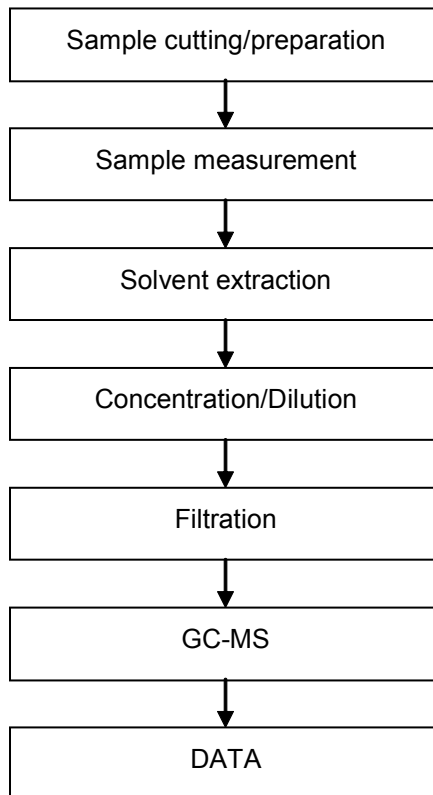 Sample cutting/preparation
Sample measurement
Solvent extraction
Concentration/Dilution
Filtration
GC-MS
DATA